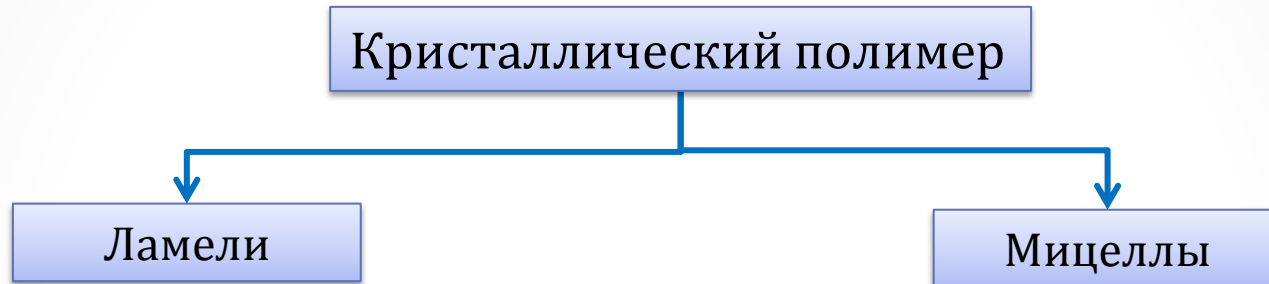 Кристаллический полимер
Ламели
Мицеллы